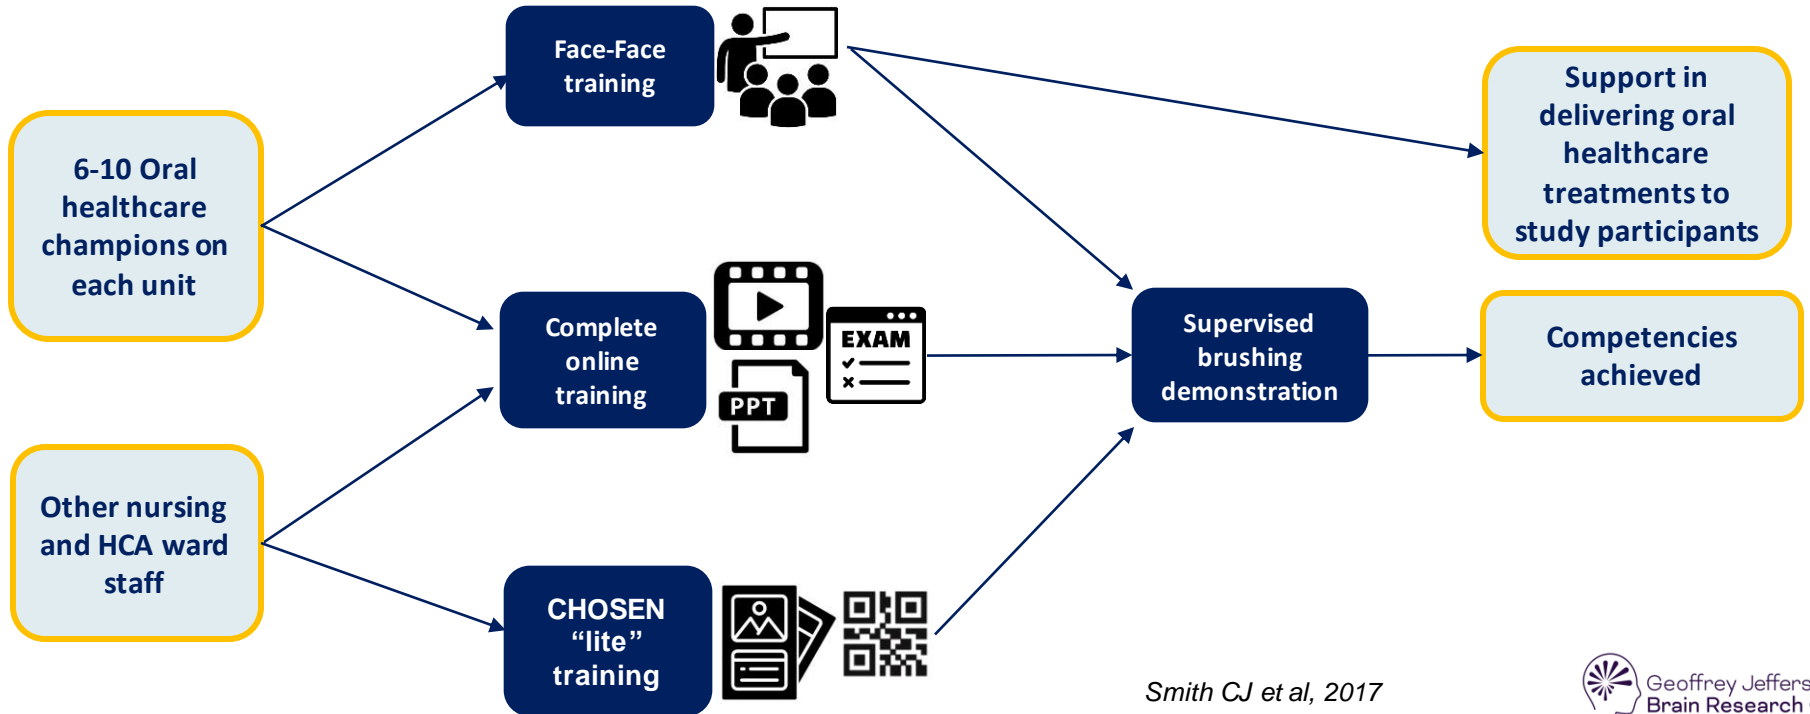 Face-Face
training
6-10 Oral
healthcare
champions on
each unit
Support in
delivering oral
healthcare
treatments to
study participants
Complete
online
training
EXAM
PPT
Supervised
brushing
demonstration
Competencies
achieved
Other nursing
and HCA ward
staff
CHOSEN
“lite”
training
Smith CJ et al, 2017
Geoffrey Jeffers
Brain Research